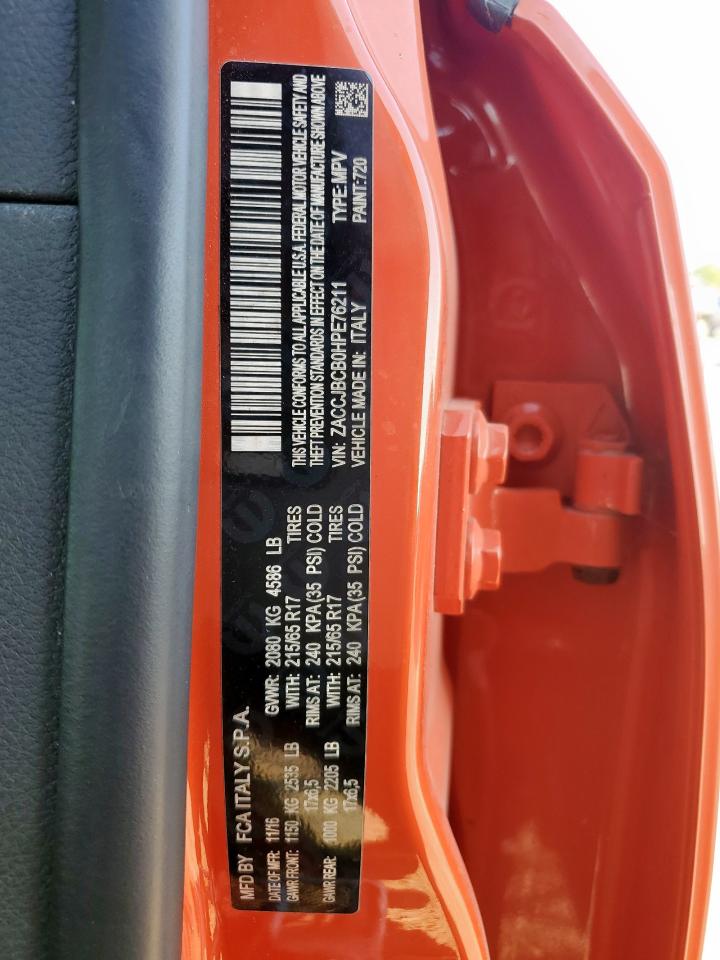 MFD BY FCA ITALY S.P.A.
DATE OF MFR: 11/16 GVWR: 2080 KG 4586 LB
GAWR FRONT: 1150 KG 2535 LB WITH: 215/65 R17 TIRES
17x6,5 RIMS AT: 240 KPA(35 PSI) COLD
GAWR REAR: 1000 KG 2205 LB WITH: 215/65 R17 TIRES
17x6,5 RIMS AT: 240 KPA(35 PSI) COLD
THIS VEHICLE CONFORMS TO ALL APPLICABLE U.S.A. FEDERAL MOTOR VEHICLE SAFETY AND
THEFT PREVENTION STANDARDS IN EFFECT ON THE DATE OF MANUFACTURE SHOWN ABOVE
VIN: ZACCJBCB0HPE76211 TYPE:MPV
VEHICLE MADE IN: ITALY PAINT:720